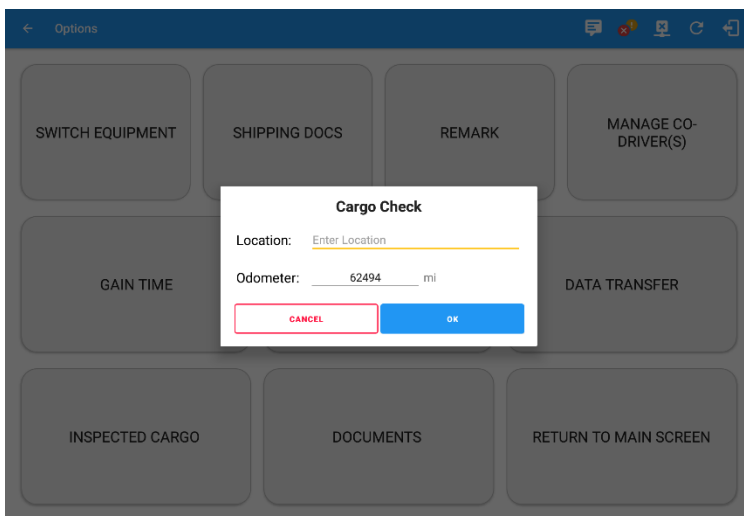 Options
SWITCH EQUIPMENT
SHIPPING DOCS
REMARK
MANAGE CO-
DRIVER(S)
Cargo Check
Location: Enter Location
Odometer: 62494 mi
CANCEL
OK
GAIN TIME
DATA TRANSFER
INSPECTED CARGO
DOCUMENTS
RETURN TO MAIN SCREEN